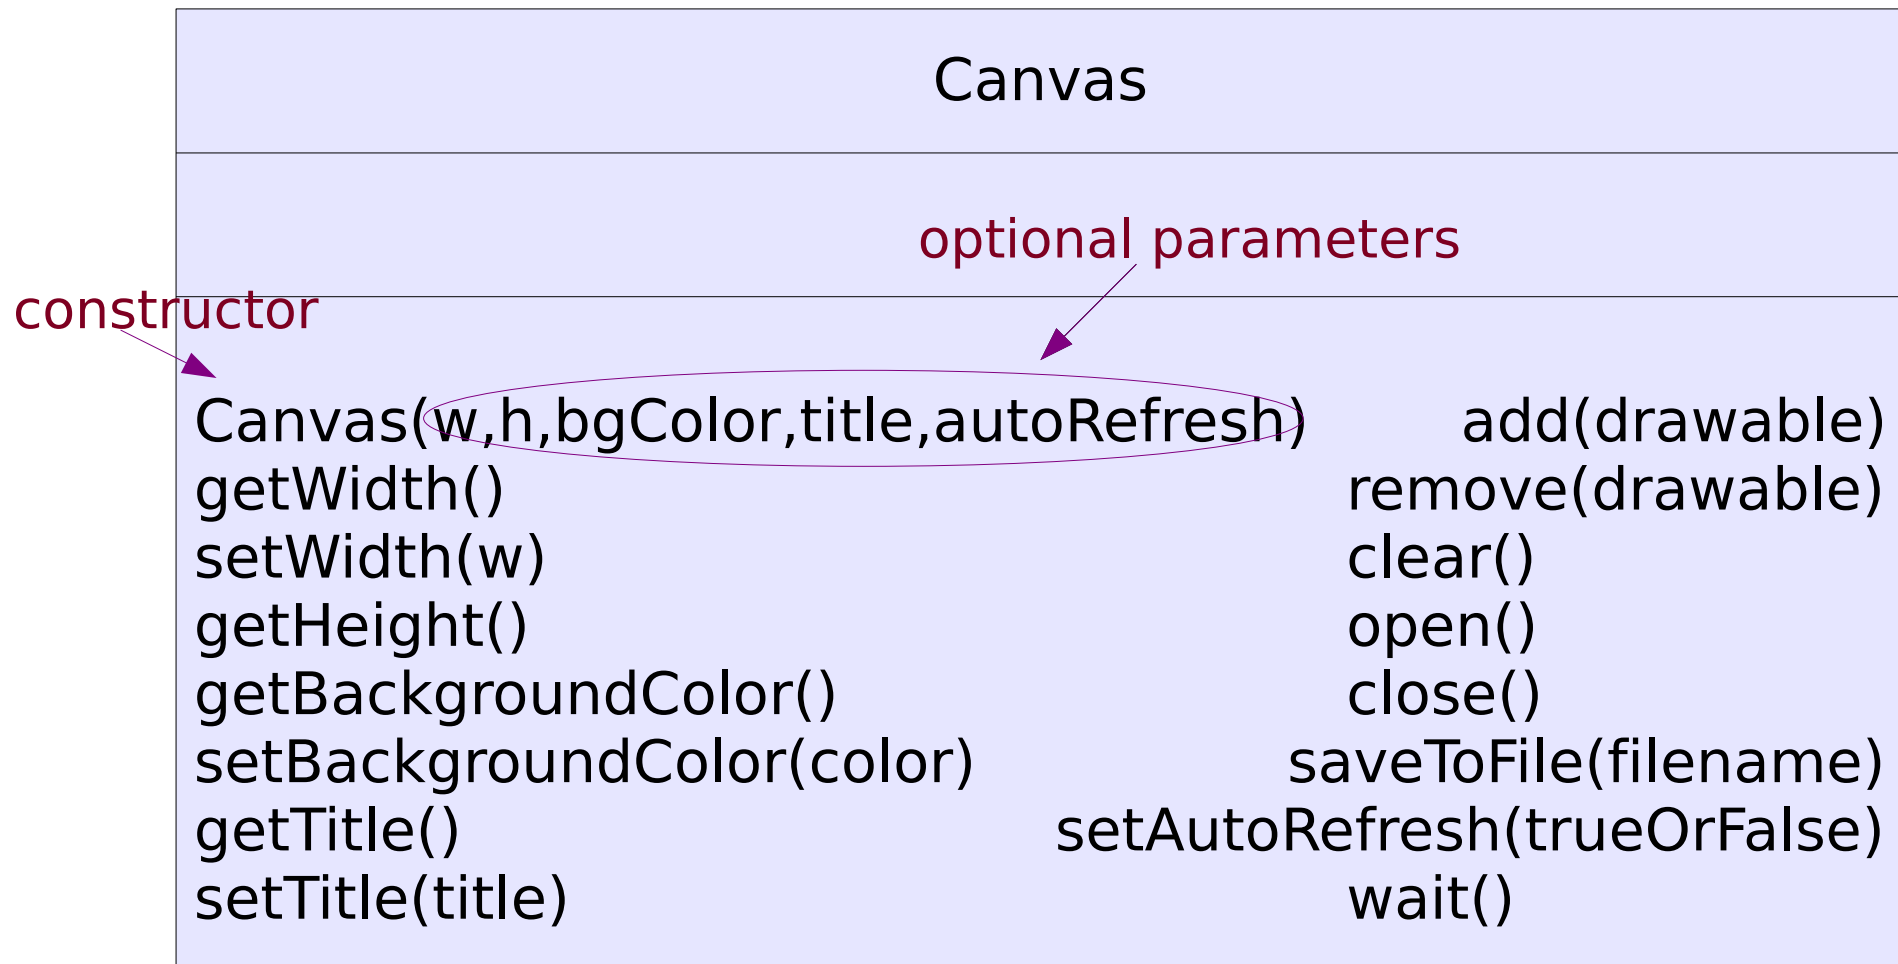 Canvas
optional parameters
constructor
Canvas(w,h,bgColor,title,autoRefresh) add(drawable)
getWidth() remove(drawable)
setWidth(w) clear()
getHeight() open()
getBackgroundColor() close()
setBackgroundColor(color) saveToFile(filename)
getTitle() setAutoRefresh(trueOrFalse)
setTitle(title) wait()